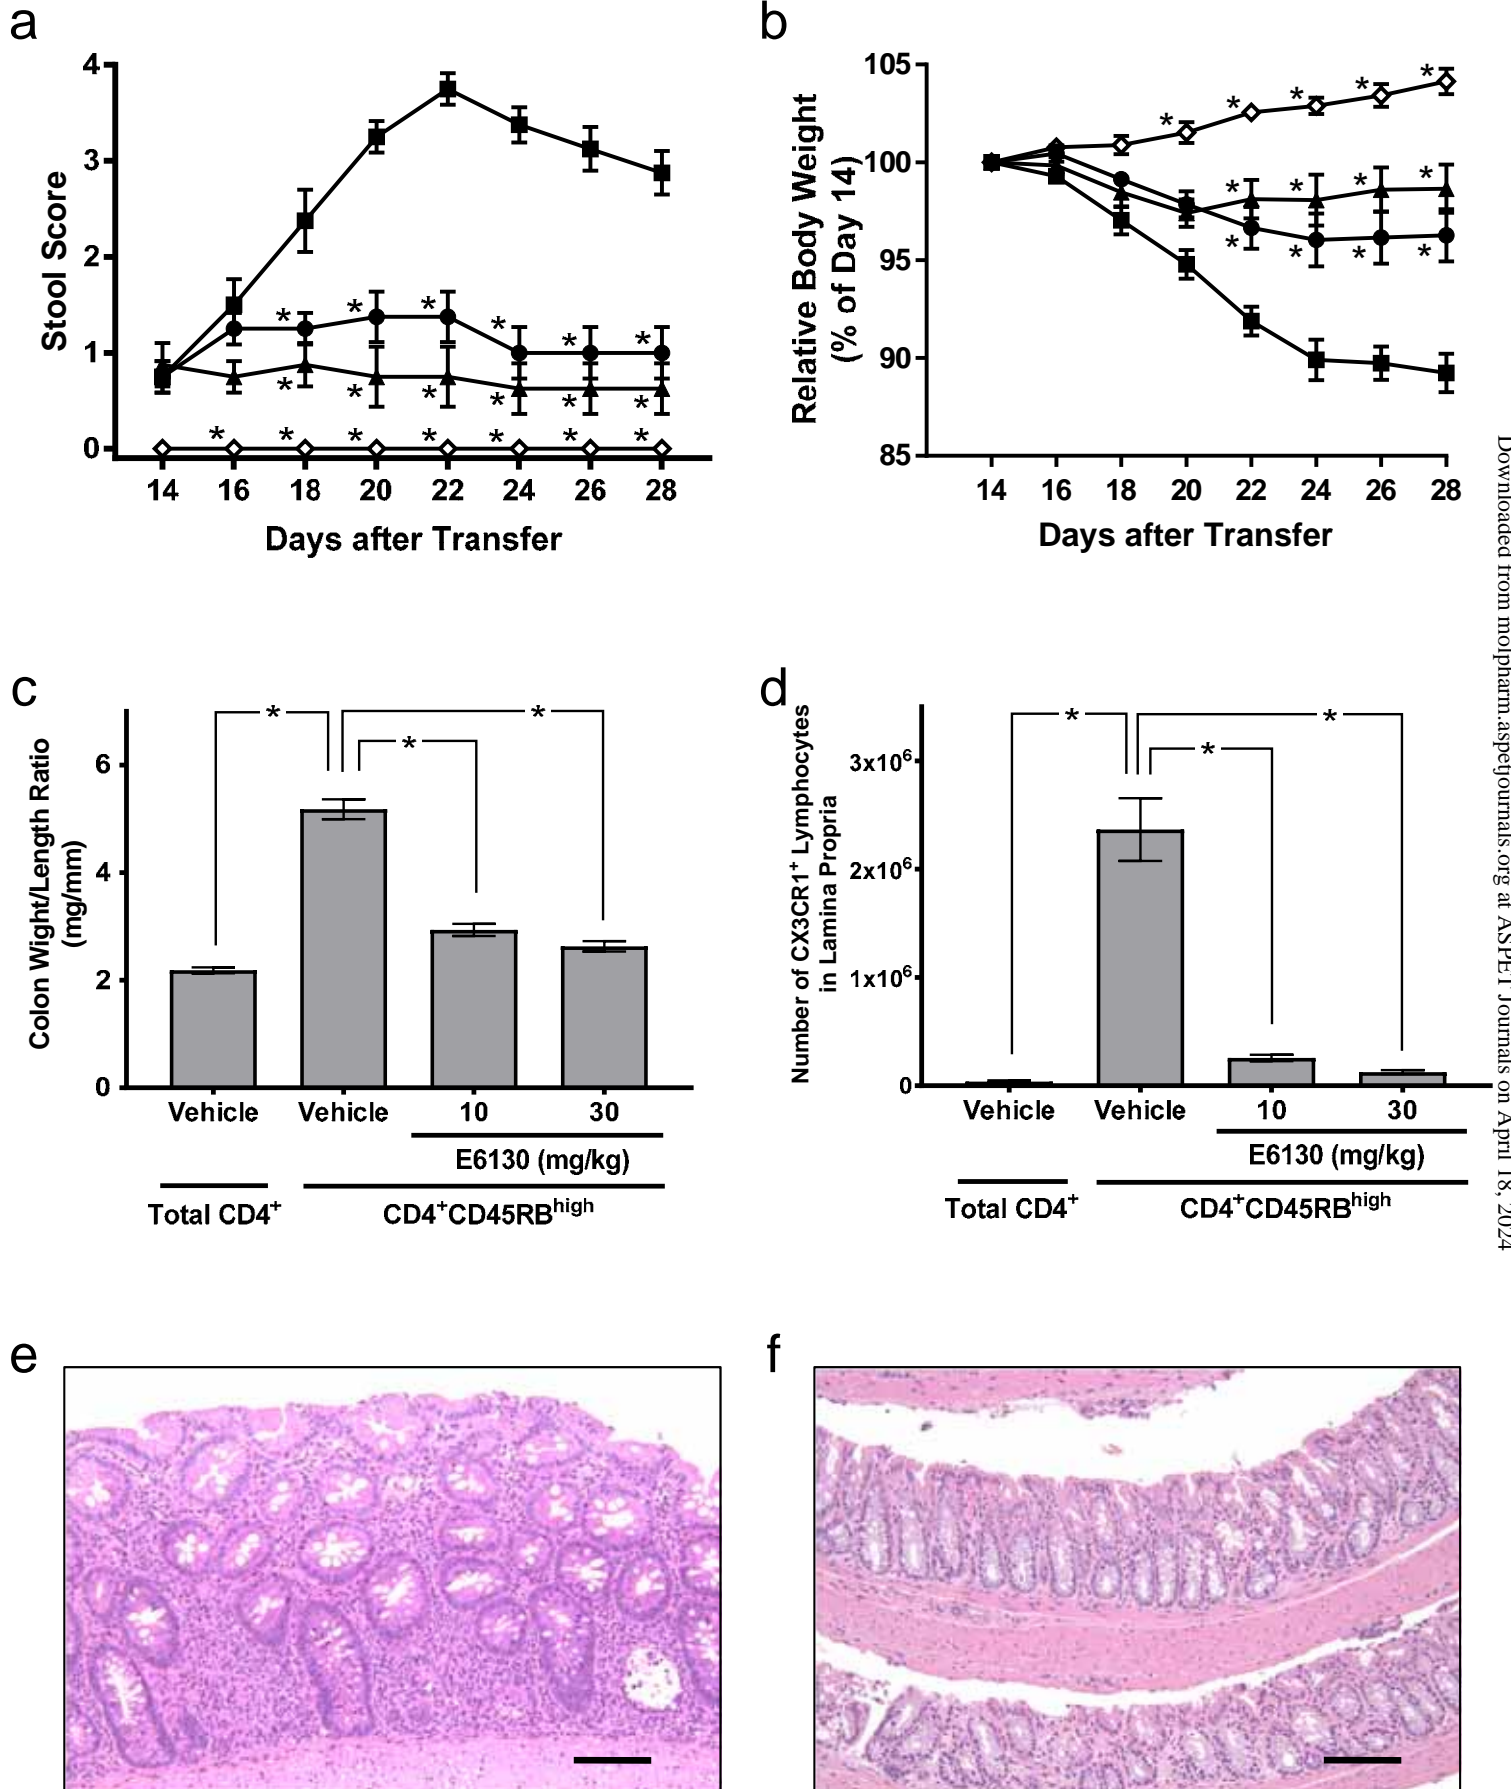 a
4
3
2
1
0
Stool Score
* * * * * *
* * * * * *
* * * * * * *
14 16 18 20 22 24 26 28
Days after Transfer
b
105
100
95
90
85
Relative Body Weight
(% of Day 14)
* * * * *
* * * *
* * * *
14 16 18 20 22 24 26 28
Days after Transfer
c
6
4
2
0
Colon Wight/Length Ratio
(mg/mm)
* *
*
Vehicle Vehicle 10 30
E6130 (mg/kg)
Total CD4⁺ CD4⁺CD45RBhigh
d
3x10⁶
2x10⁶
1x10⁶
0
Number of CX3CR1⁺ Lymphocytes
in Lamina Propria
* *
*
Vehicle Vehicle 10 30
E6130 (mg/kg)
Total CD4⁺ CD4⁺CD45RBhigh
e
f
Downloaded from molpharm.aspetjournals.org at ASPET Journals on April 18, 2024